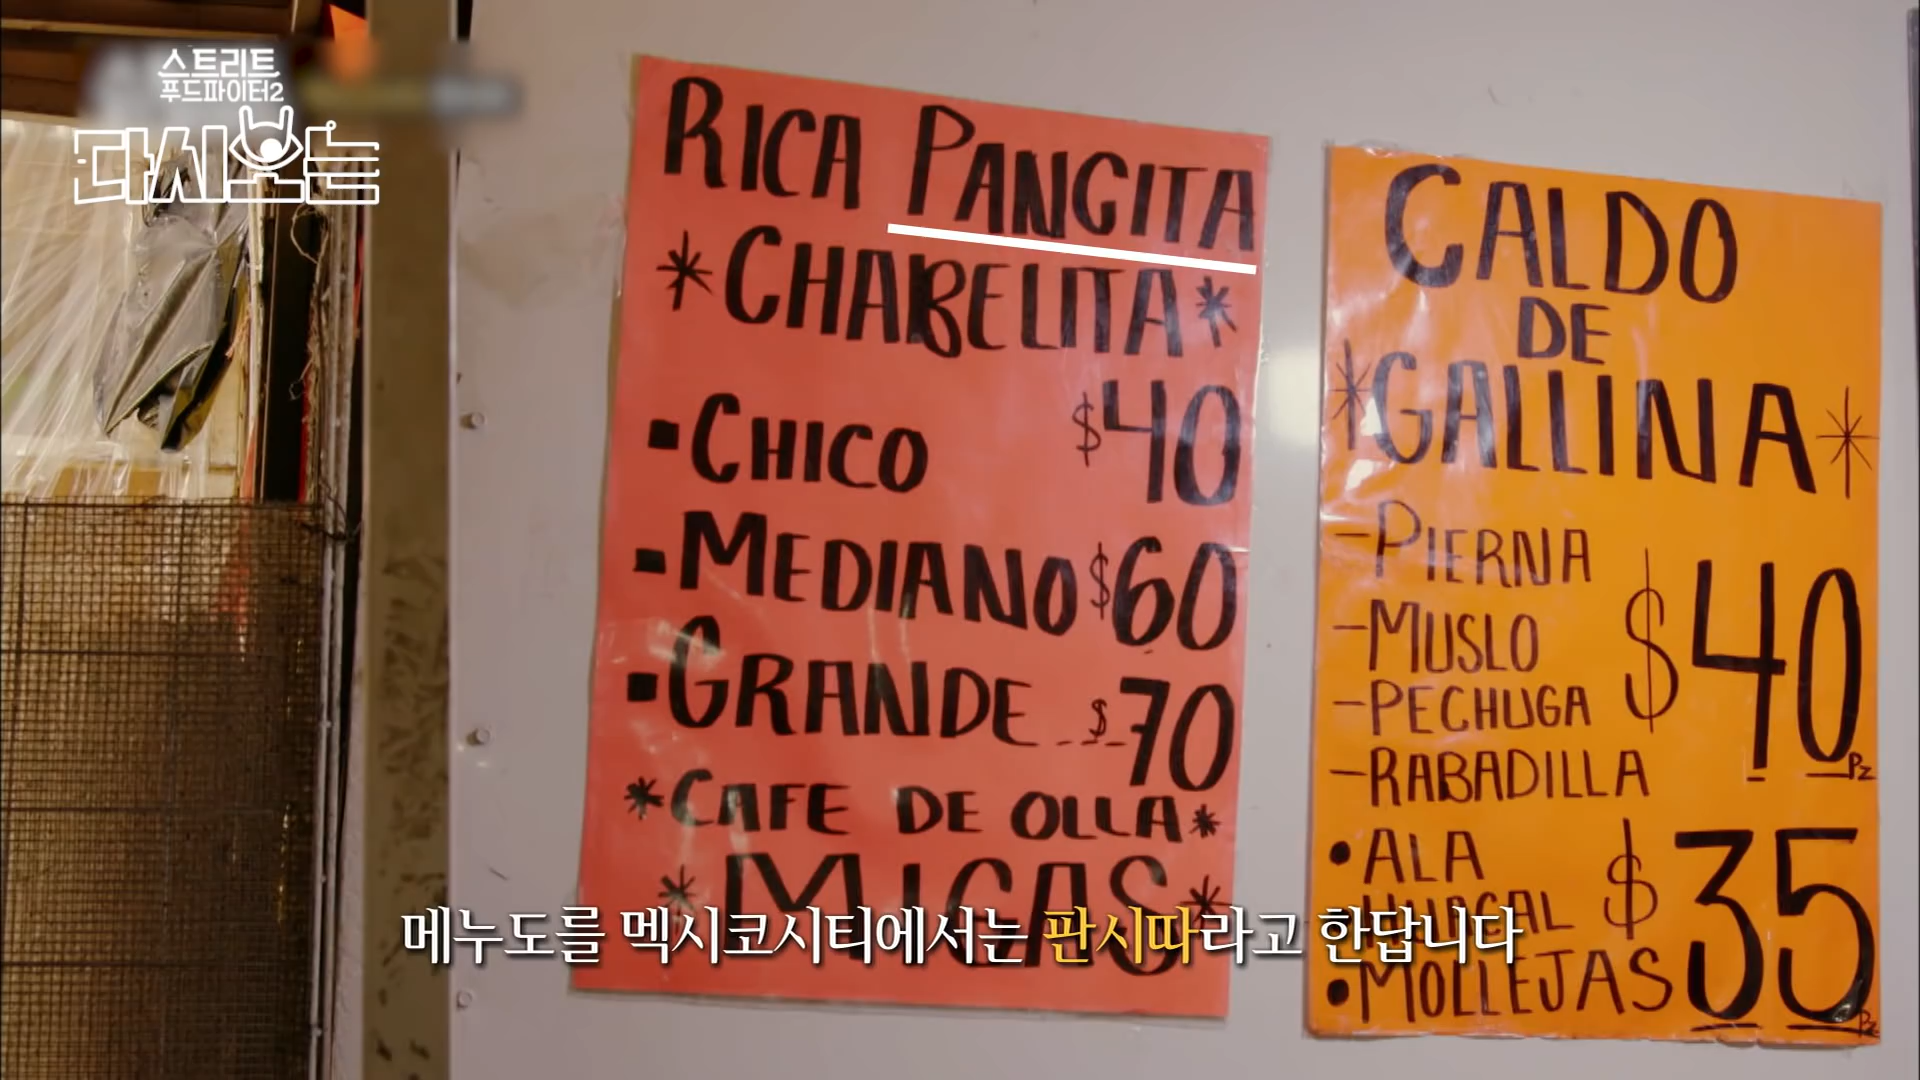 스트리트
푸드파이터2
다시보는
RICA PANCITA
*CHABELITA*
▪CHICO $40
▪MEDIANO $60
▪GRANDE $70
*CAFE DE OLLA*
*MIGAS*
CALDO
DE
*GALLINA*
-PIERNA
-MUSLO
-PECHUGA
-RABADILLA
$40 Pz
•ALA
HUACAL
•MOLLEJAS
$35 Pz
메누도를 멕시코시티에서는 판시따라고 한답니다